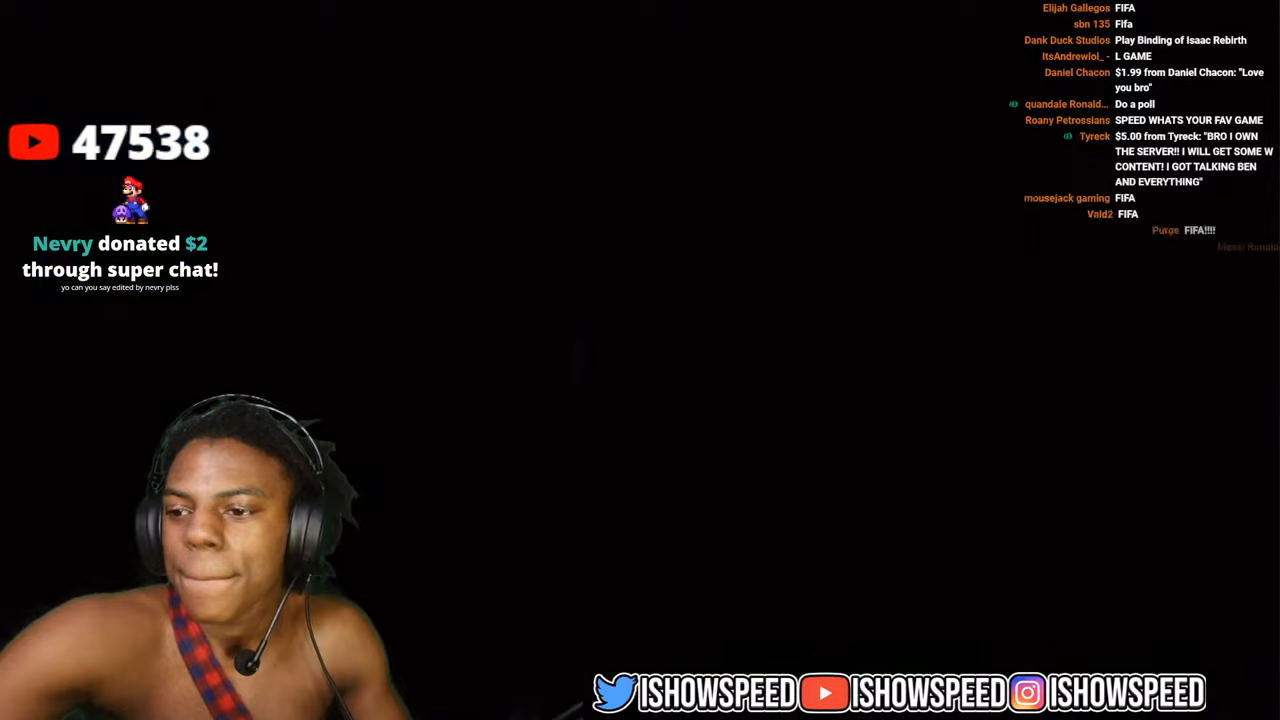 Elijah Gallegos FIFA
sbn 135 Fifa
Dank Duck Studios Play Binding of Isaac Rebirth
ItsAndrewlol_ - L GAME
Daniel Chacon $1.99 from Daniel Chacon: "Love
you bro"
quandale Ronald... Do a poll
Roany Petrossians SPEED WHATS YOUR FAV GAME
Tyreck $5.00 from Tyreck: "BRO I OWN
THE SERVER!! I WILL GET SOME W
CONTENT! I GOT TALKING BEN
AND EVERYTHING"
mousejack gaming FIFA
Vald2 FIFA
Purge FIFA!!!!
47538
Nevry donated $2
through super chat!
yo can you say edited by nevry plss
ISHOWSPEED ISHOWSPEED ISHOWSPEED